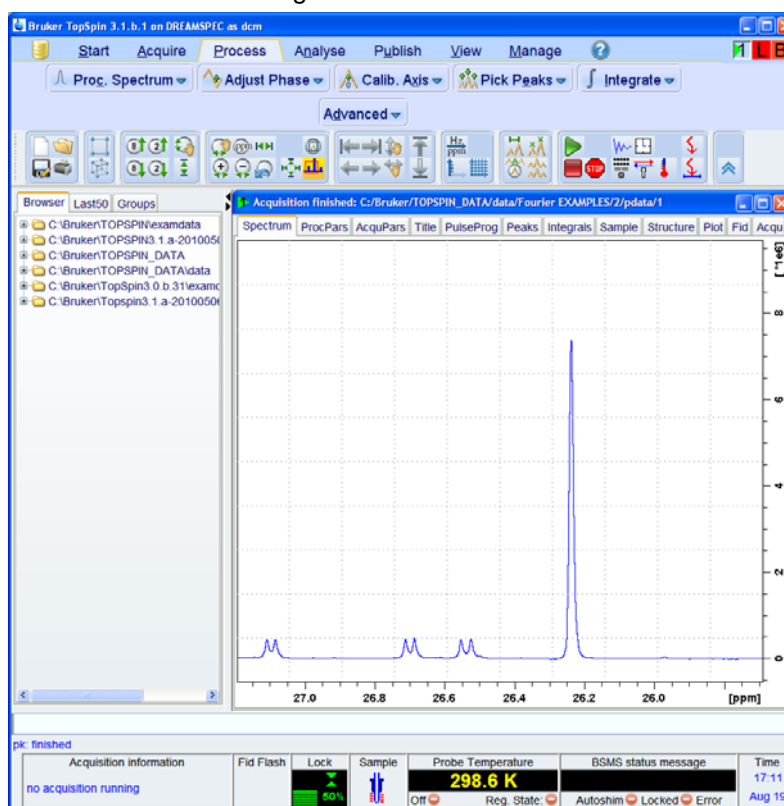 Bruker TopSpin 3.1.b.1 on DREAMSPEC as dcm
Start Acquire Process Analyse Publish View Manage ?
L B
Proc. Spectrum Adjust Phase Calib. Axis Pick Peaks Integrate
Advanced
Browser Last50 Groups
Acquisition finished: C:/Bruker/TOPSPIN_DATA/data/Fourier EXAMPLES/2/pdata/1
Spectrum ProcPars AcquPars Title PulseProg Peaks Integrals Sample Structure Plot Fid Acqu
C:\Bruker\TOPSPIN\examdata
C:\Bruker\TOPSPIN3.1.a-2010050
C:\Bruker\TOPSPIN_DATA
C:\Bruker\TOPSPIN_DATA\data
C:\Bruker\TopSpin3.0.b.31\examd
C:\Bruker\Topspin3.1.a-2010050
[*1e6]
8
6
4
2
0
27.0 26.8 26.6 26.4 26.2 26.0 [ppm]
pk: finished
Acquisition information Fid Flash Lock Sample Probe Temperature BSMS status message Time
no acquisition running 50% 298.6 K 17:11
Off Reg. State: Autoshim Locked Error Aug